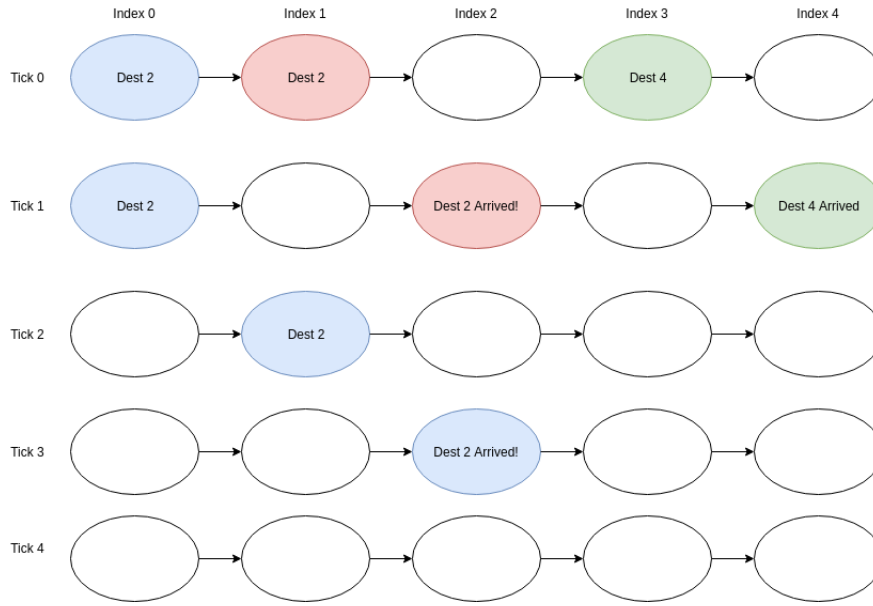 Index 0 Index 1 Index 2 Index 3 Index 4
Tick 0 Dest 2 Dest 2 Dest 4
Tick 1 Dest 2 Dest 2 Arrived! Dest 4 Arrived
Tick 2 Dest 2
Tick 3 Dest 2 Arrived!
Tick 4